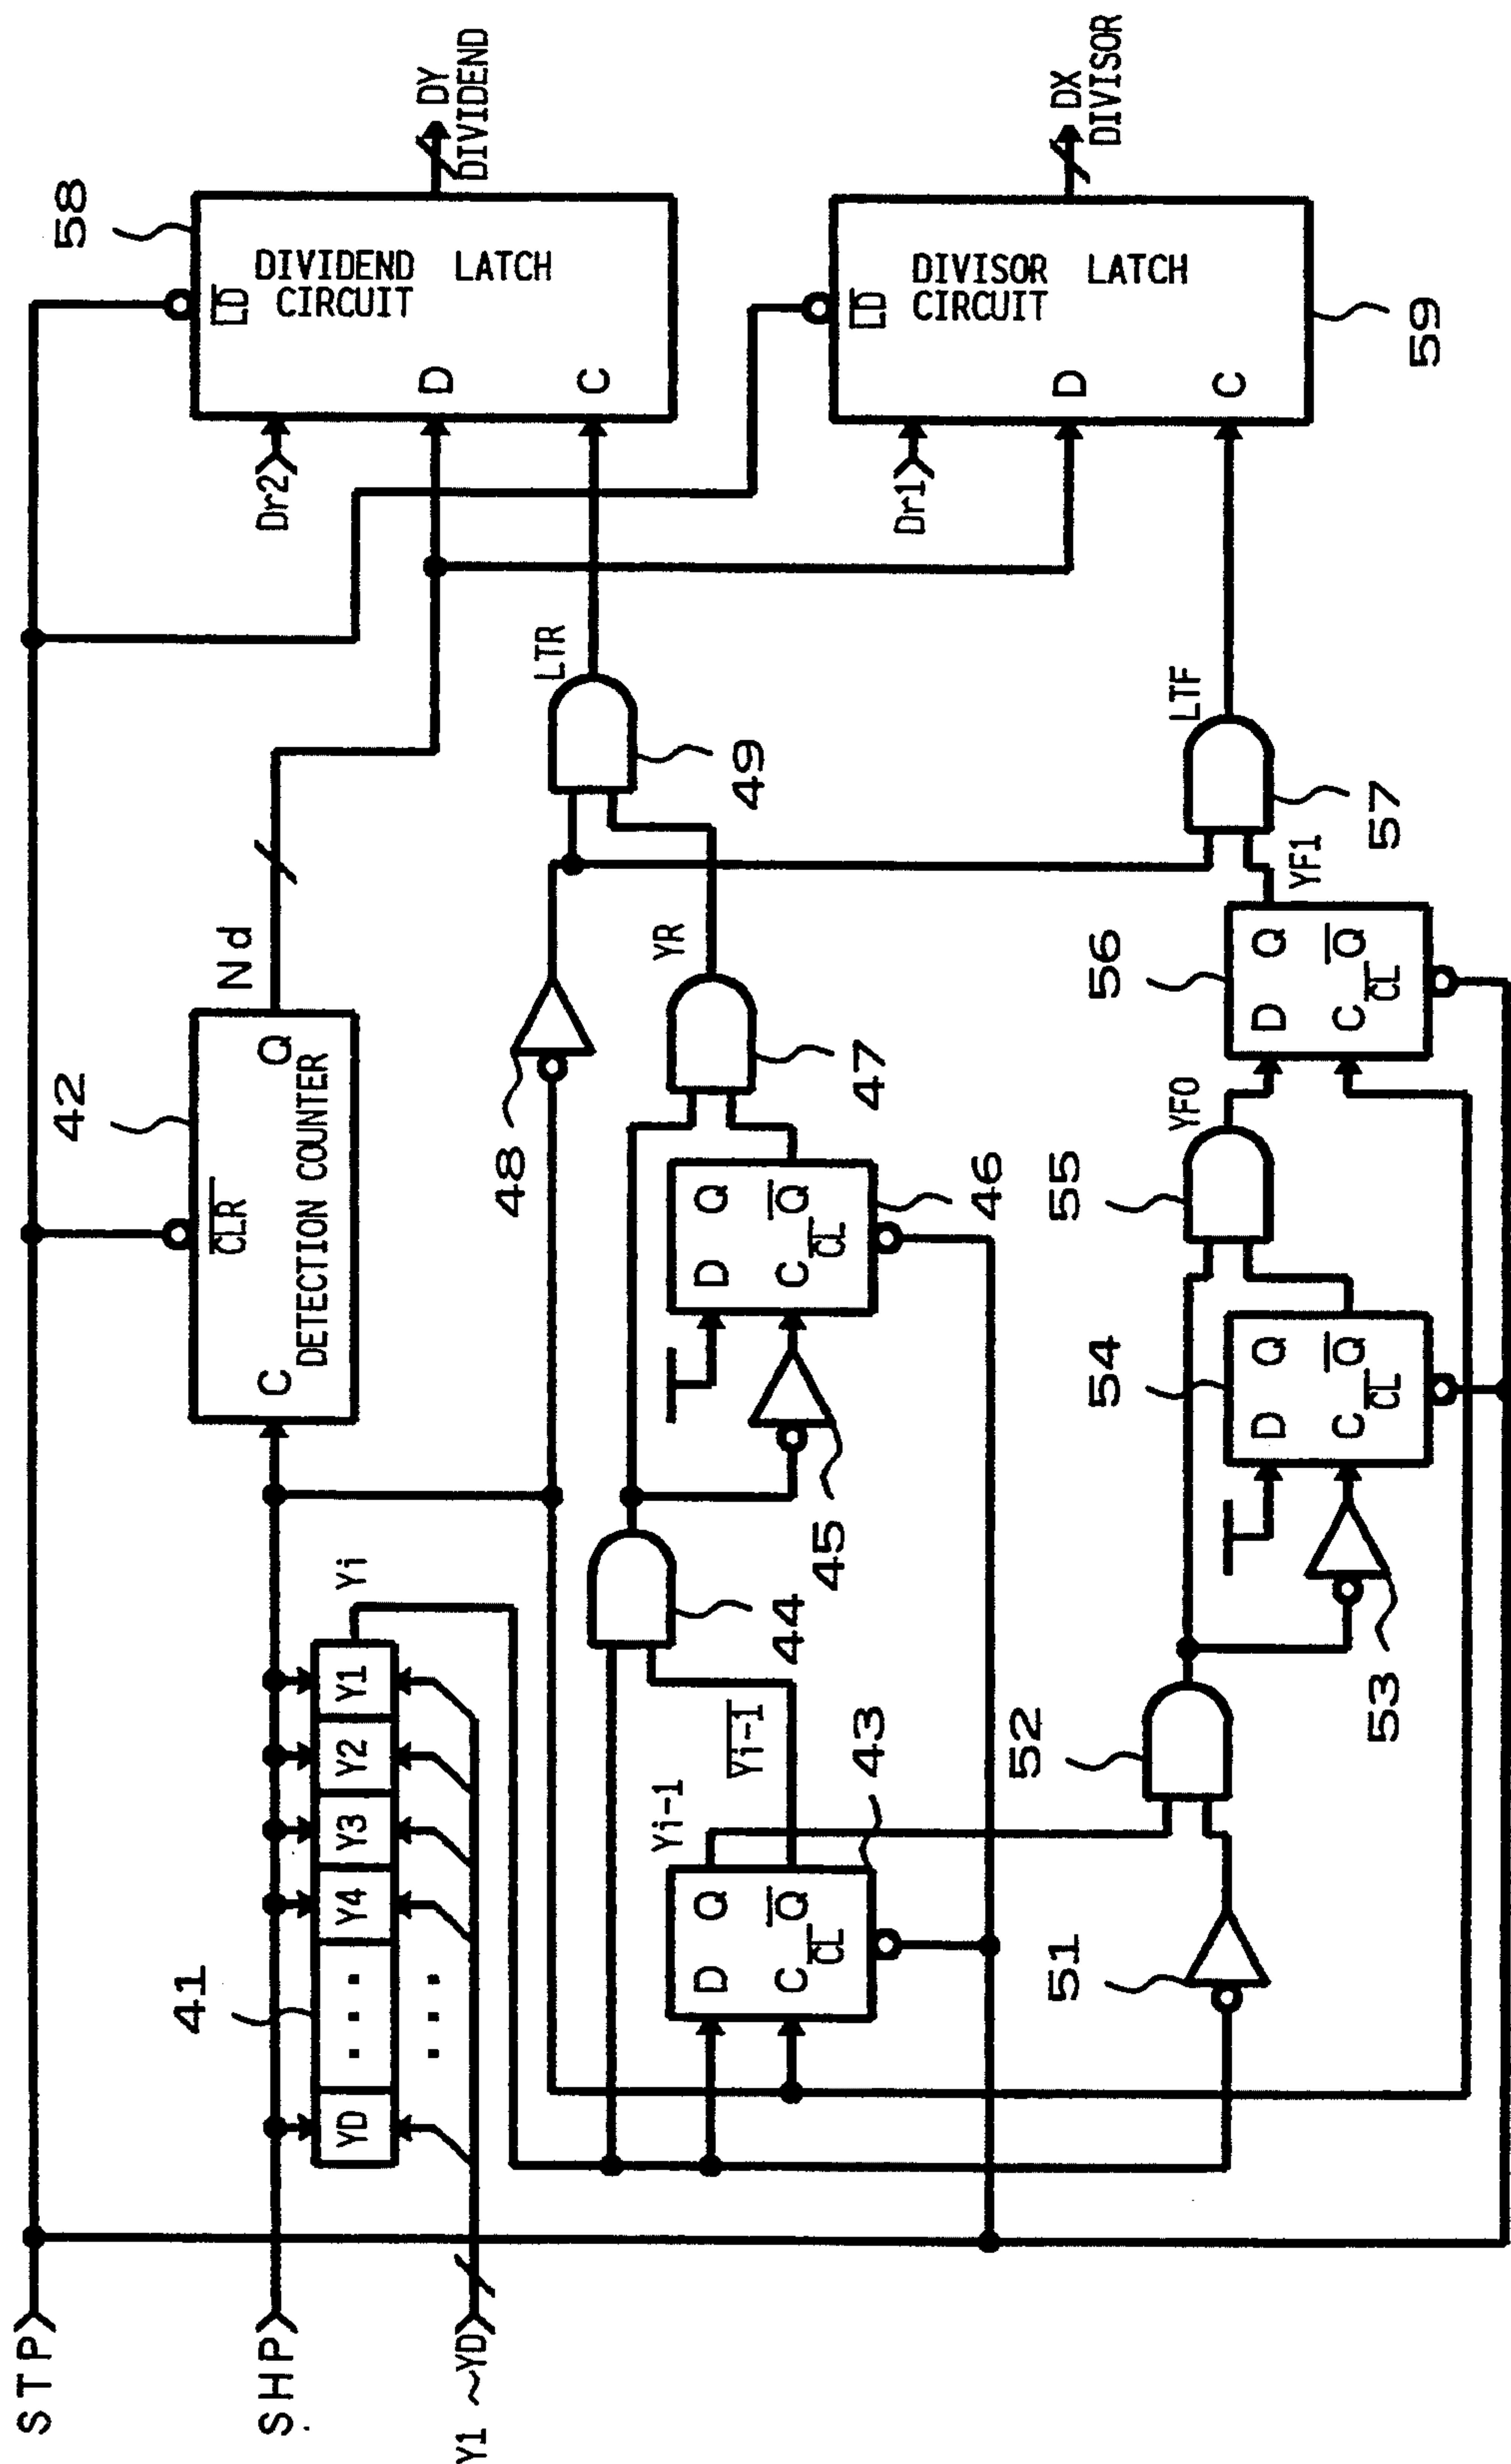 STP
SHP
Y1 ~YD
41
YD
. . .
Y4
Y3
Y2
Y1
Yi
. . .
42
C
CLR
DETECTION COUNTER
Q
Nd
58
LD
DIVIDEND LATCH
CIRCUIT
Dr2
D
C
DY
DIVIDEND
LD
DIVISOR LATCH
CIRCUIT
Dr1
D
C
59
DX
DIVISOR
D
Q
C
Q
CL
43
Yi-1
Yi-1
44
45
D
Q
C
Q
CL
46
47
YR
48
49
LTR
51
52
53
54
D
Q
C
Q
CL
55
YF0
56
D
Q
C
Q
CL
YF1
57
LTF